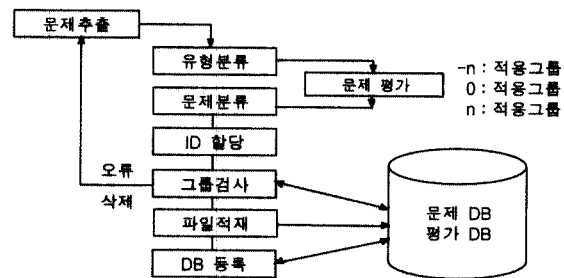 문제추출
유형분류
문제 평가
-n : 적용그룹
0 : 적용그룹
n : 적용그룹
문제분류
ID 할당
오류
삭제
그룹검사
파일적재
DB 등록
문제 DB
평가 DB